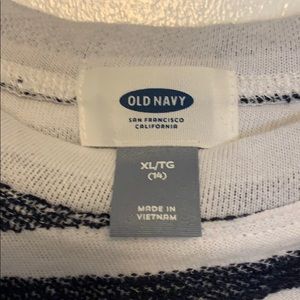 OLD NAVY
SAN FRANCISCO
CALIFORNIA
XL/TG
(14)
MADE IN
VIETNAM